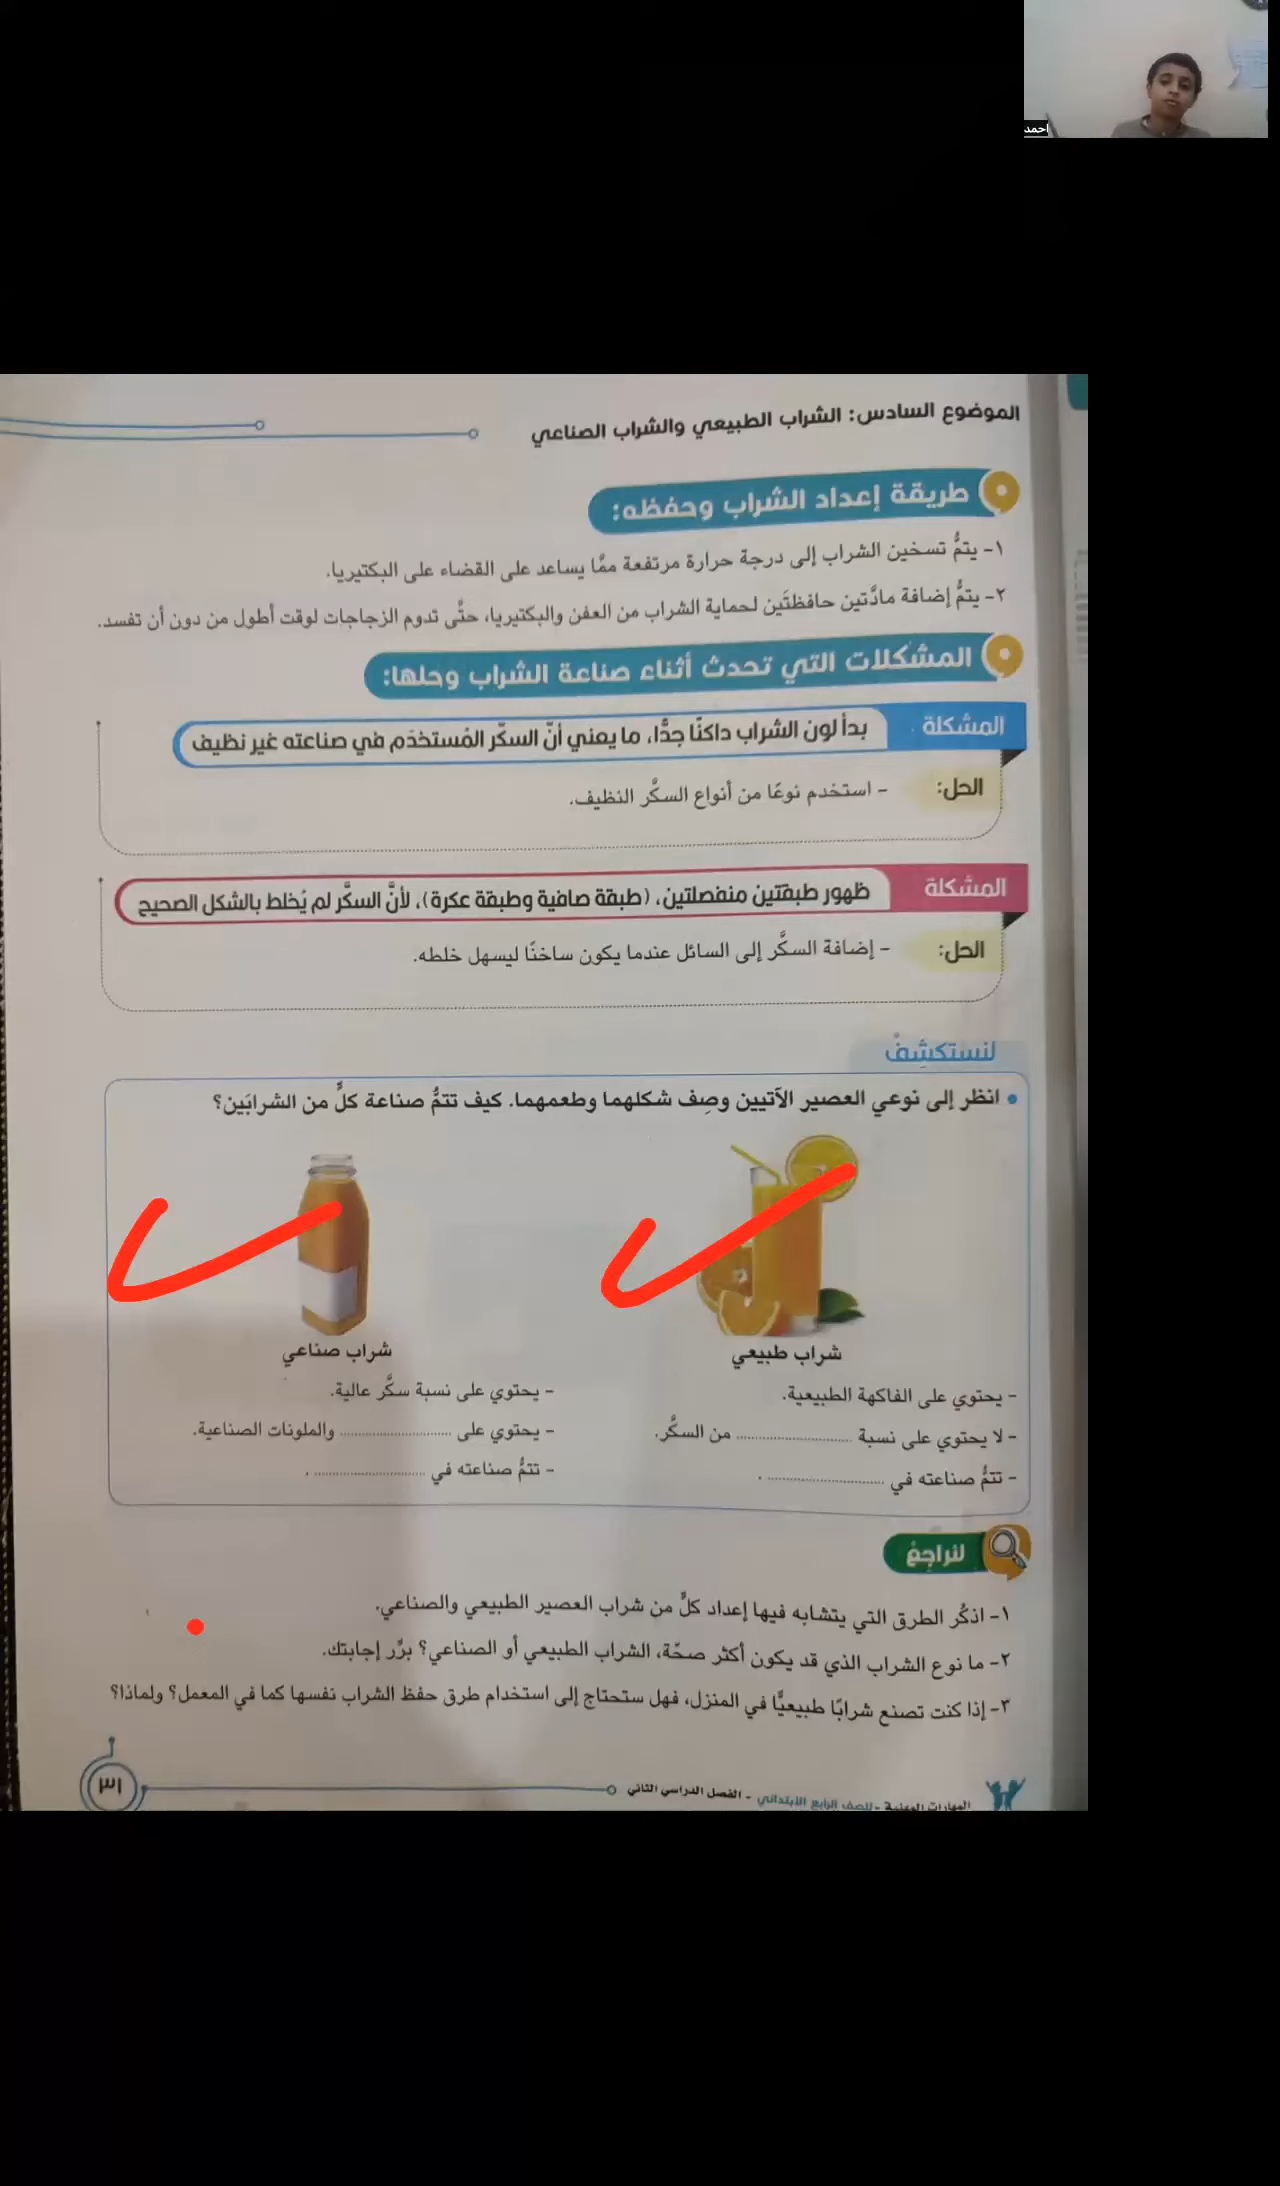 احمد
الموضوع السادس: الشراب الطبيعي والشراب الصناعي
طريقة إعداد الشراب وحفظه:
١- يتمُّ تسخين الشراب إلى درجة حرارة مرتفعة ممَّا يساعد على القضاء على البكتيريا.
٢- يتمُّ إضافة مادَّتين حافظتَين لحماية الشراب من العفن والبكتيريا، حتَّى تدوم الزجاجات لوقت أطول من دون أن تفسد.
المشكلات التي تحدث أثناء صناعة الشراب وحلها:
المشكلة بدأ لون الشراب داكنًا جدًّا، ما يعني أنّ السكّر المُستخدَم في صناعته غير نظيف
الحل: - استخدم نوعًا من أنواع السكَّر النظيف.
المشكلة ظهور طبقتين منفصلتين، (طبقة صافية وطبقة عكرة)، لأنَّ السكَّر لم يُخلط بالشكل الصحيح
الحل: - إضافة السكَّر إلى السائل عندما يكون ساخنًا ليسهل خلطه.
لنستكشِفْ
• انظر إلى نوعي العصير الآتيين وصِف شكلهما وطعمهما. كيف تتمُّ صناعة كلٍّ من الشرابَين؟
شراب طبيعي
- يحتوي على الفاكهة الطبيعية.
- لا يحتوي على نسبة .......................... من السكَّر.
- تتمُّ صناعته في .......................... .
شراب صناعي
- يحتوي على نسبة سكَّر عالية.
- يحتوي على .......................... والملونات الصناعية.
- تتمُّ صناعته في .......................... .
لنراجِعْ
١- اذكُر الطرق التي يتشابه فيها إعداد كلٍّ من شراب العصير الطبيعي والصناعي.
٢- ما نوع الشراب الذي قد يكون أكثر صحّة، الشراب الطبيعي أو الصناعي؟ برِّر إجابتك.
٣- إذا كنت تصنع شرابًا طبيعيًّا في المنزل، فهل ستحتاج إلى استخدام طرق حفظ الشراب نفسها كما في المعمل؟ ولماذا؟
المهارات المهنية - للصف الرابع الابتدائي - الفصل الدراسي الثاني
٣١